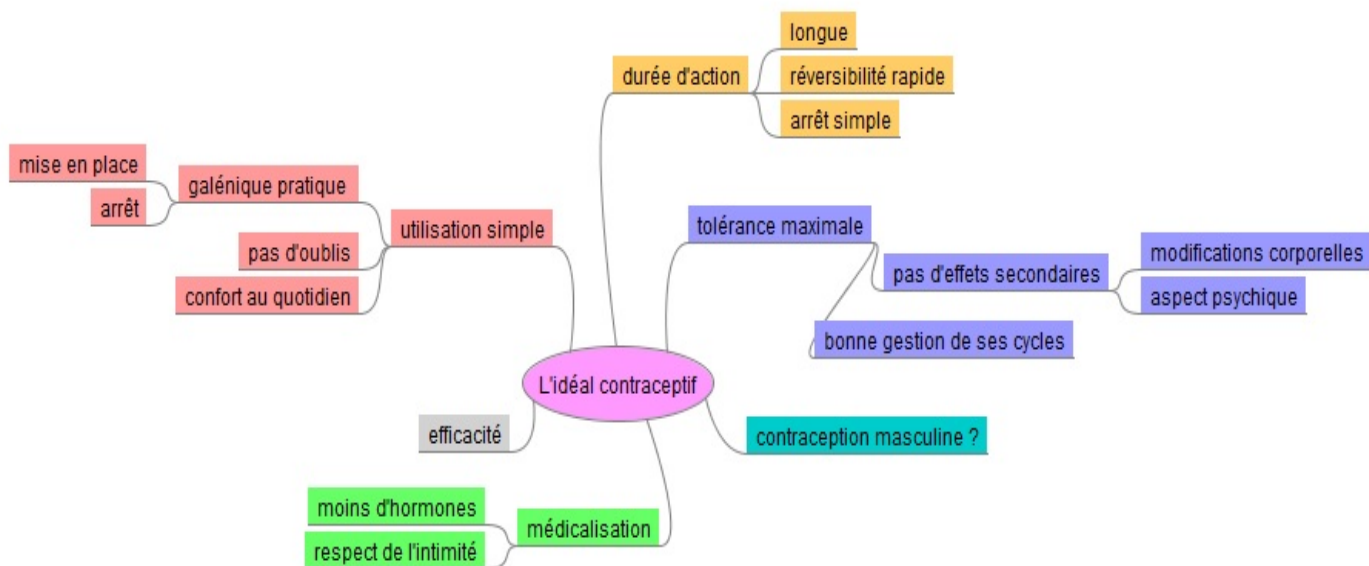 longue
durée d'action
réversibilité rapide
arrêt simple
mise en place
galénique pratique
arrêt
utilisation simple
pas d'oublis
confort au quotidien
tolérance maximale
modifications corporelles
pas d'effets secondaires
aspect psychique
bonne gestion de ses cycles
L'idéal contraceptif
efficacité
contraception masculine ?
moins d'hormones
médicalisation
respect de l'intimité